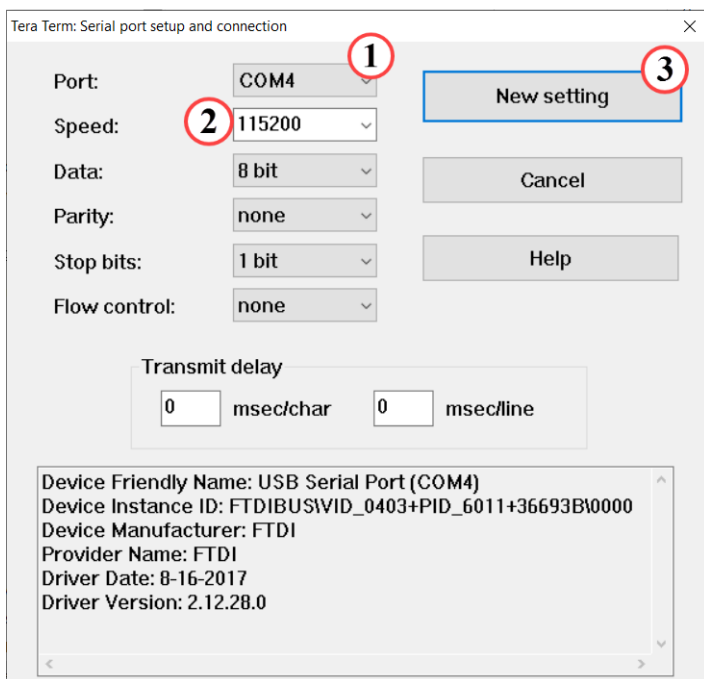 Tera Term: Serial port setup and connection
1
Port: COM4
3
New setting
Speed: 2 115200
Data: 8 bit
Cancel
Parity: none
Stop bits: 1 bit
Help
Flow control: none
Transmit delay
0 msec/char 0 msec/line
Device Friendly Name: USB Serial Port (COM4)
Device Instance ID: FTDIBUS\VID_0403+PID_6011+36693B\0000
Device Manufacturer: FTDI
Provider Name: FTDI
Driver Date: 8-16-2017
Driver Version: 2.12.28.0